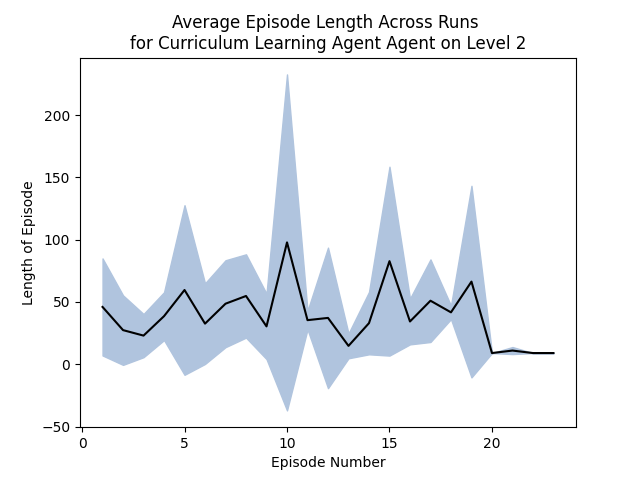 Average Episode Length Across Runs
for Curriculum Learning Agent Agent on Level 2
Length of Episode
200
150
100
50
0
−50
0 5 10 15 20
Episode Number